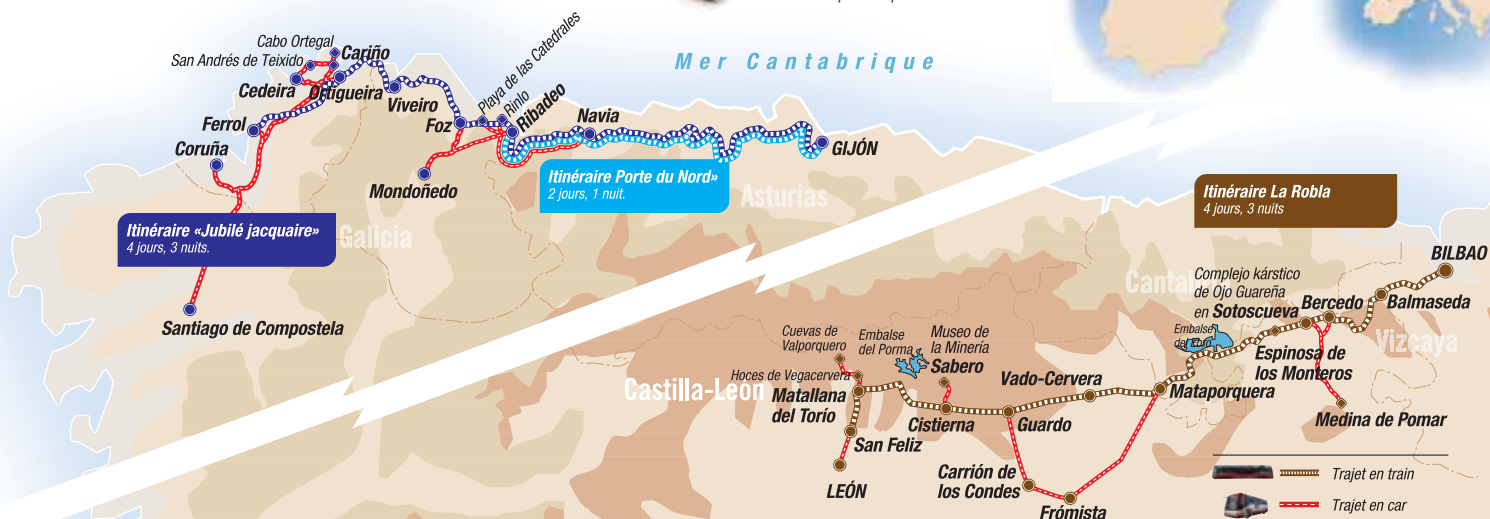 Mer Cantabrique
Cabo Ortegal
San Andrés de Teixido
Cariño
Cedeira
Ortigueira
Viveiro
Ferrol
Coruña
Foz
Playa de las Catedrales
Rinlo
Ribadeo
Navia
GIJÓN
Mondoñedo
Itinéraire Porte du Nord»
2 jours, 1 nuit.
Asturias
Itinéraire «Jubilé jacquaire»
4 jours, 3 nuits.
Galicia
Santiago de Compostela
Itinéraire La Robla
4 jours, 3 nuits
BILBAO
Complejo kárstico
de Ojo Guareña
en Sotoscueva
Bercedo
Balmaseda
Vizcaya
Embalse
del Ebro
Espinosa de
los Monteros
Medina de Pomar
Cuevas de
Valporquero
Embalse
del Porma
Museo de
la Minería
Sabero
Hoces de Vegacervera
Castilla-León
Matallana
del Torío
Vado-Cervera
Mataporquera
Cistierna
Guardo
San Feliz
LEÓN
Carrión de
los Condes
Frómista
Trajet en train
Trajet en car